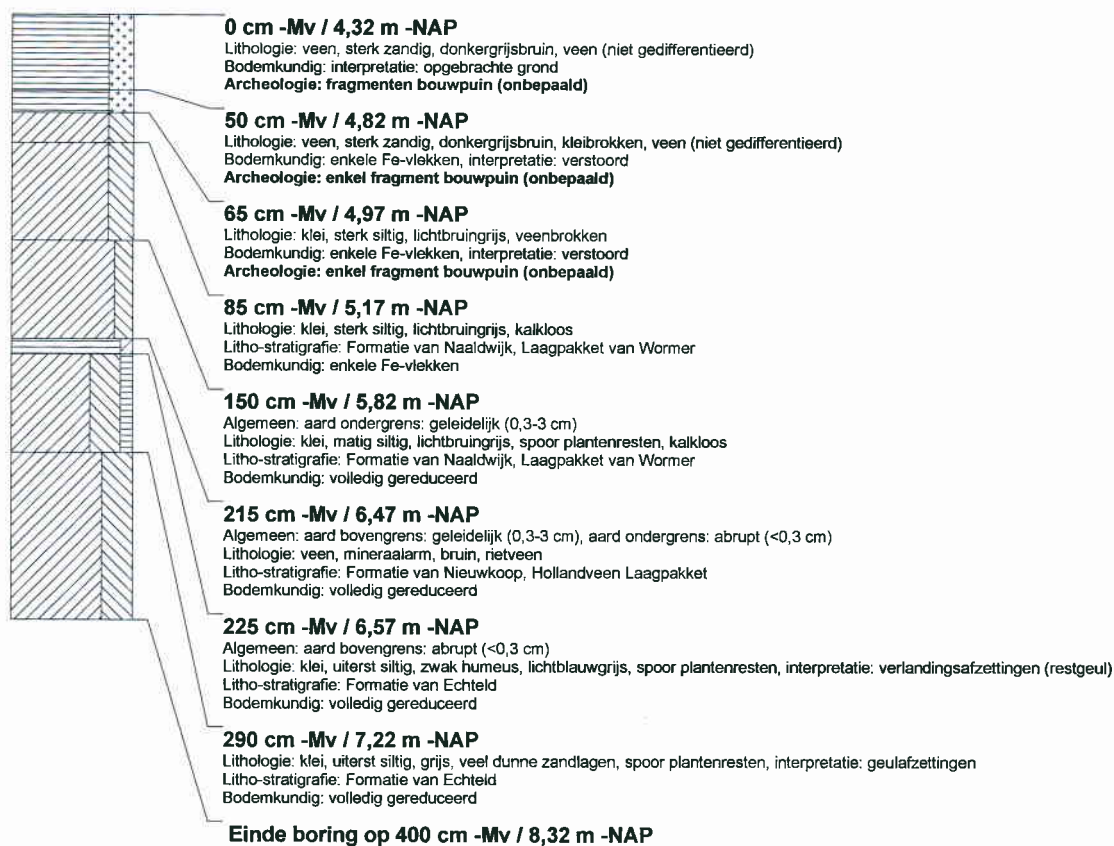 0 cm -Mv / 4,32 m -NAP
Lithologie: veen, sterk zandig, donkergrijsbruin, veen (niet gedifferentieerd)
Bodemkundig: interpretatie: opgebrachte grond
Archeologie: fragmenten bouwpuin (onbepaald)
50 cm -Mv / 4,82 m -NAP
Lithologie: veen, sterk zandig, donkergrijsbruin, kleibrokken, veen (niet gedifferentieerd)
Bodemkundig: enkele Fe-vlekken, interpretatie: verstoord
Archeologie: enkel fragment bouwpuin (onbepaald)
65 cm -Mv / 4,97 m -NAP
Lithologie: klei, sterk siltig, lichtbruingrijs, veenbrokken
Bodemkundig: enkele Fe-vlekken, interpretatie: verstoord
Archeologie: enkel fragment bouwpuin (onbepaald)
85 cm -Mv / 5,17 m -NAP
Lithologie: klei, sterk siltig, lichtbruingrijs, kalkloos
Litho-stratigrafie: Formatie van Naaldwijk, Laagpakket van Wormer
Bodemkundig: enkele Fe-vlekken
150 cm -Mv / 5,82 m -NAP
Algemeen: aard ondergrens: geleidelijk (0,3-3 cm)
Lithologie: klei, matig siltig, lichtbruingrijs, spoor plantenresten, kalkloos
Litho-stratigrafie: Formatie van Naaldwijk, Laagpakket van Wormer
Bodemkundig: volledig gereduceerd
215 cm -Mv / 6,47 m -NAP
Algemeen: aard bovengrens: geleidelijk (0,3-3 cm), aard ondergrens: abrupt (<0,3 cm)
Lithologie: veen, mineraalarm, bruin, rietveen
Litho-stratigrafie: Formatie van Nieuwkoop, Hollandveen Laagpakket
Bodemkundig: volledig gereduceerd
225 cm -Mv / 6,57 m -NAP
Algemeen: aard bovengrens: abrupt (<0,3 cm)
Lithologie: klei, uiterst siltig, zwak humeus, lichtblauwgrijs, spoor plantenresten, interpretatie: verlandingsafzettingen (restgeul)
Litho-stratigrafie: Formatie van Echteld
Bodemkundig: volledig gereduceerd
290 cm -Mv / 7,22 m -NAP
Lithologie: klei, uiterst siltig, grijs, veel dunne zandlagen, spoor plantenresten, interpretatie: geulafzettingen
Litho-stratigrafie: Formatie van Echteld
Bodemkundig: volledig gereduceerd
Einde boring op 400 cm -Mv / 8,32 m -NAP